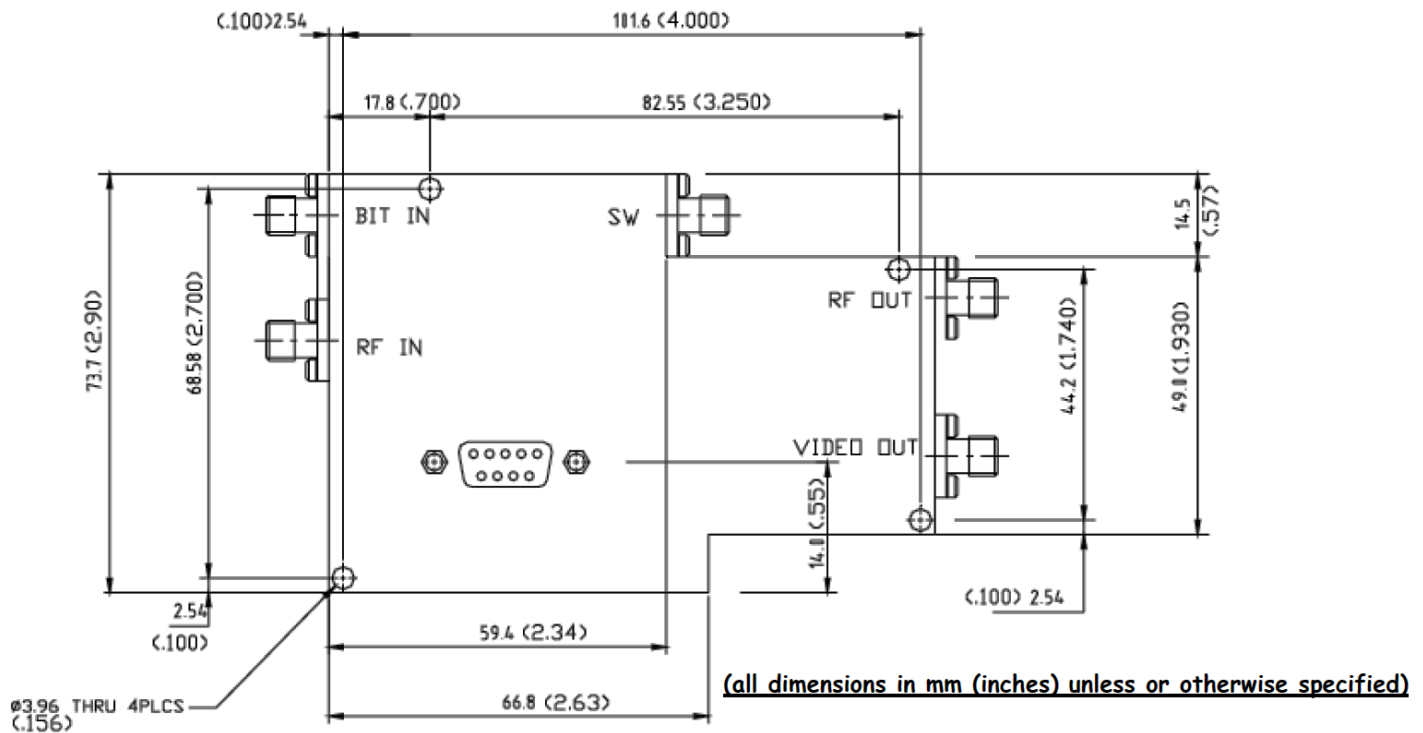 (.100)2.54
101.6 (4.000)
17.8 (.700)
82.55 (3.250)
BIT IN
SW
14.5
(.57)
RF OUT
RF IN
73.7 (2.90)
68.58 (2.700)
44.2 (1.740)
49.0 (1.930)
VIDEO OUT
14.0 (.55)
2.54
(.100)
(.100) 2.54
59.4 (2.34)
(all dimensions in mm (inches) unless or otherwise specified)
66.8 (2.63)
ø3.96 THRU 4PLCS
(.156)